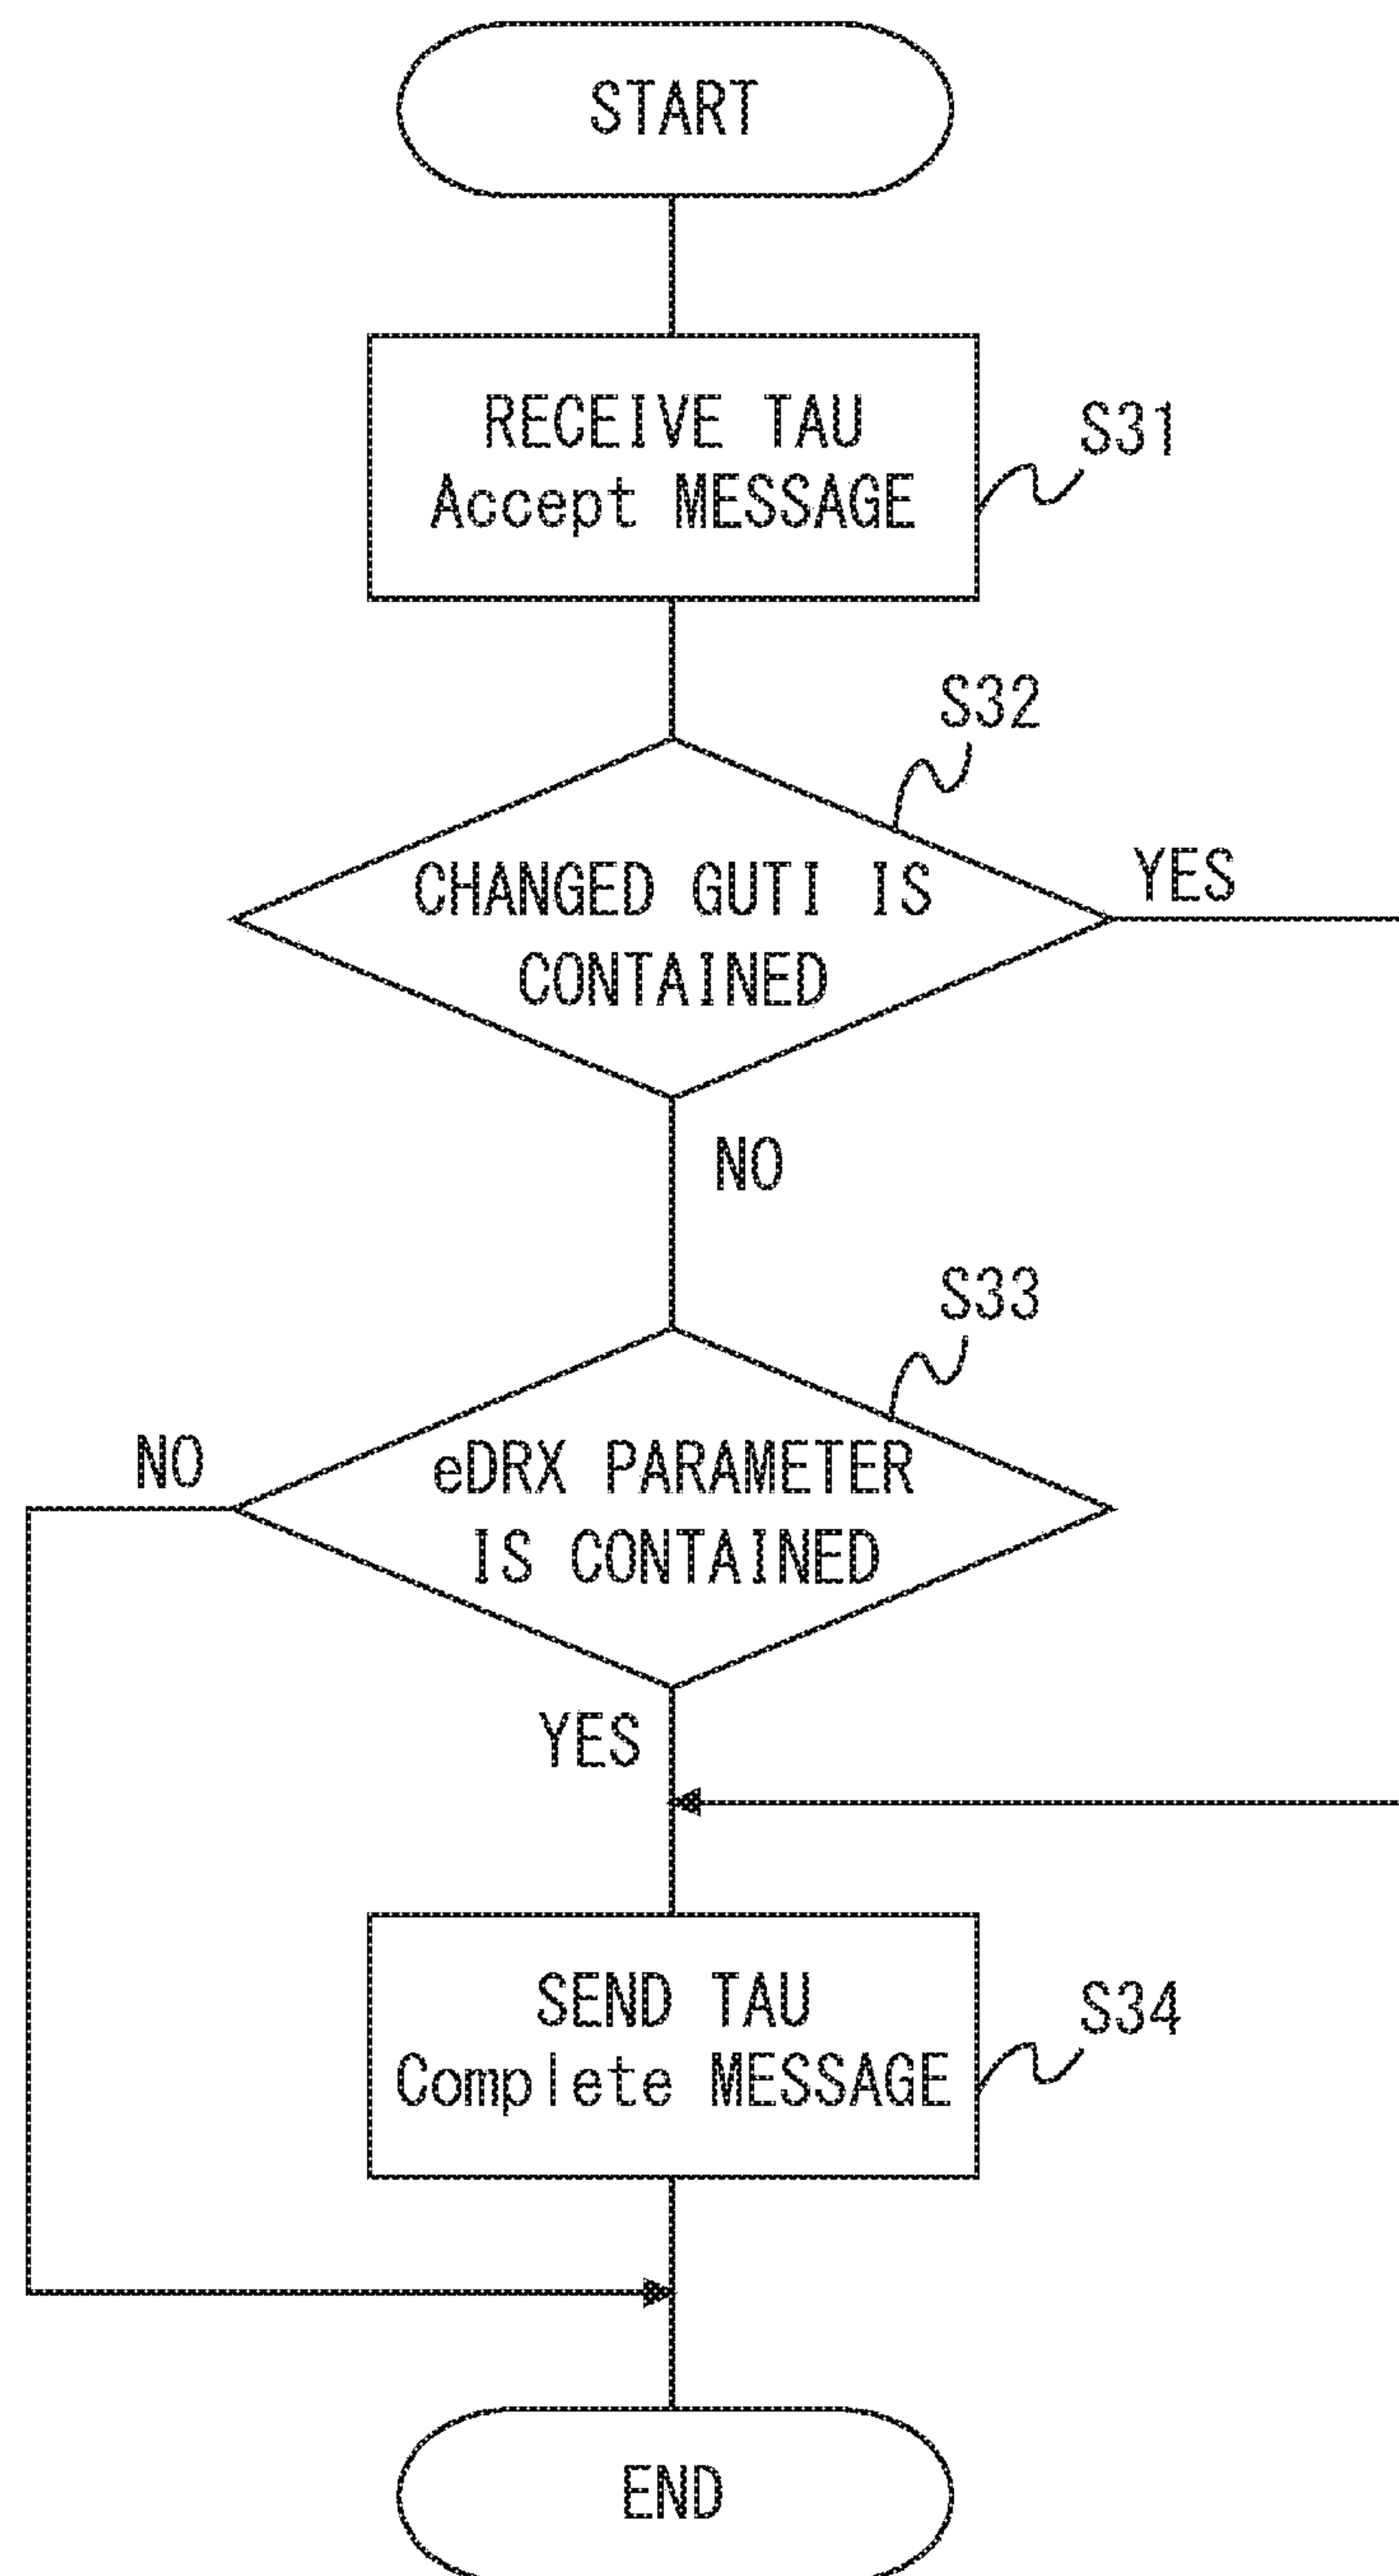 START
RECEIVE TAU
Accept MESSAGE
S31
S32
CHANGED GUTI IS
CONTAINED
YES
NO
S33
eDRX PARAMETER
IS CONTAINED
NO
YES
SEND TAU
Complete MESSAGE
S34
END